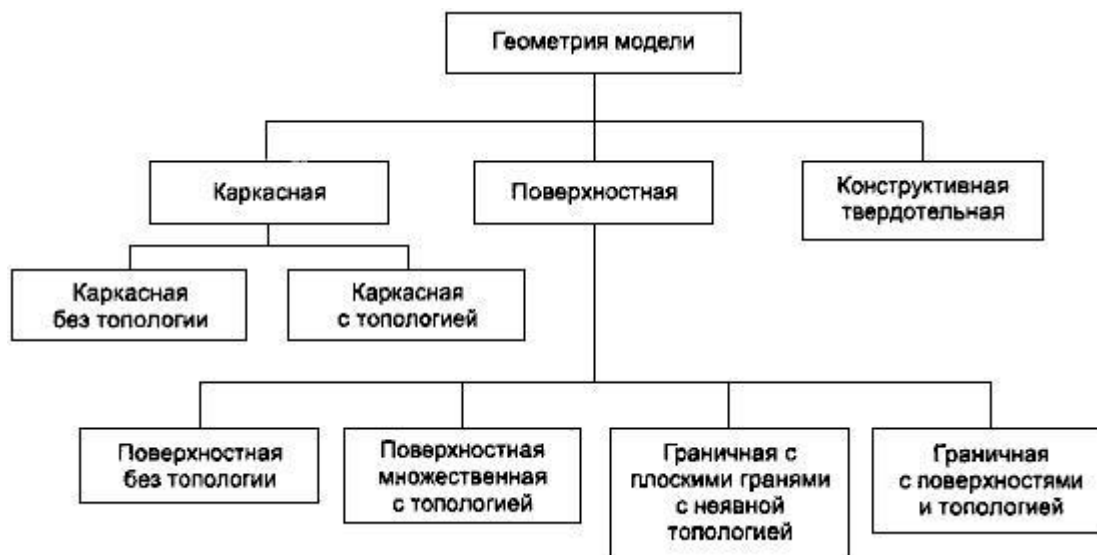 Геометрия модели
Каркасная
Поверхностная
Конструктивная
твердотельная
Каркасная
без топологии
Каркасная
с топологией
Поверхностная
без топологии
Поверхностная
множественная
с топологией
Граничная с
плоскими гранями
с неявной
топологией
Граничная
с поверхностями
и топологией